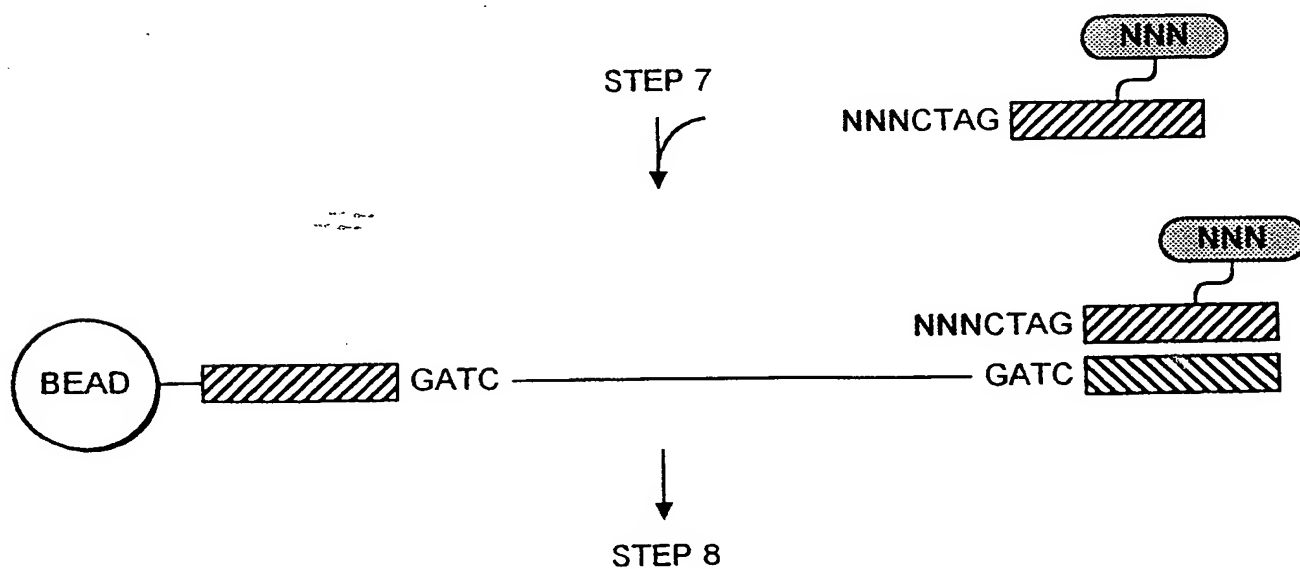 NNN
STEP 7
NNNCTAG
NNN
NNNCTAG
BEAD GATC GATC
STEP 8